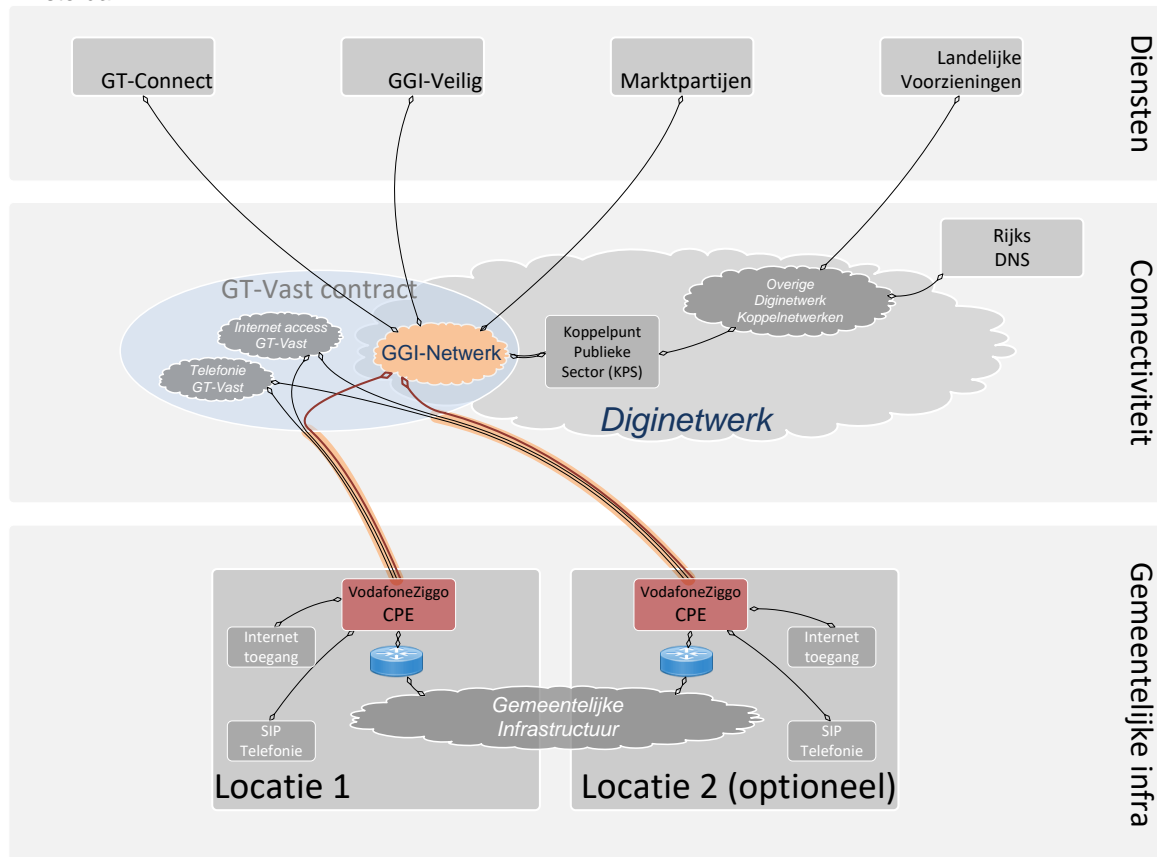 GT-Connect
GGI-Veilig
Marktpartijen
Landelijke
Voorzieningen
Diensten
Rijks
DNS
GT-Vast contract
Overige
Diginetwerk
Koppelnetwerken
Internet access
GT-Vast
GGI-Netwerk
Koppelpunt
Publieke
Sector (KPS)
Telefonie
GT-Vast
Diginetwerk
Connectiviteit
VodafoneZiggo
CPE
VodafoneZiggo
CPE
Internet
toegang
Internet
toegang
Gemeentelijke
Infrastructuur
SIP
Telefonie
SIP
Telefonie
Locatie 1
Locatie 2 (optioneel)
Gemeentelijke infra